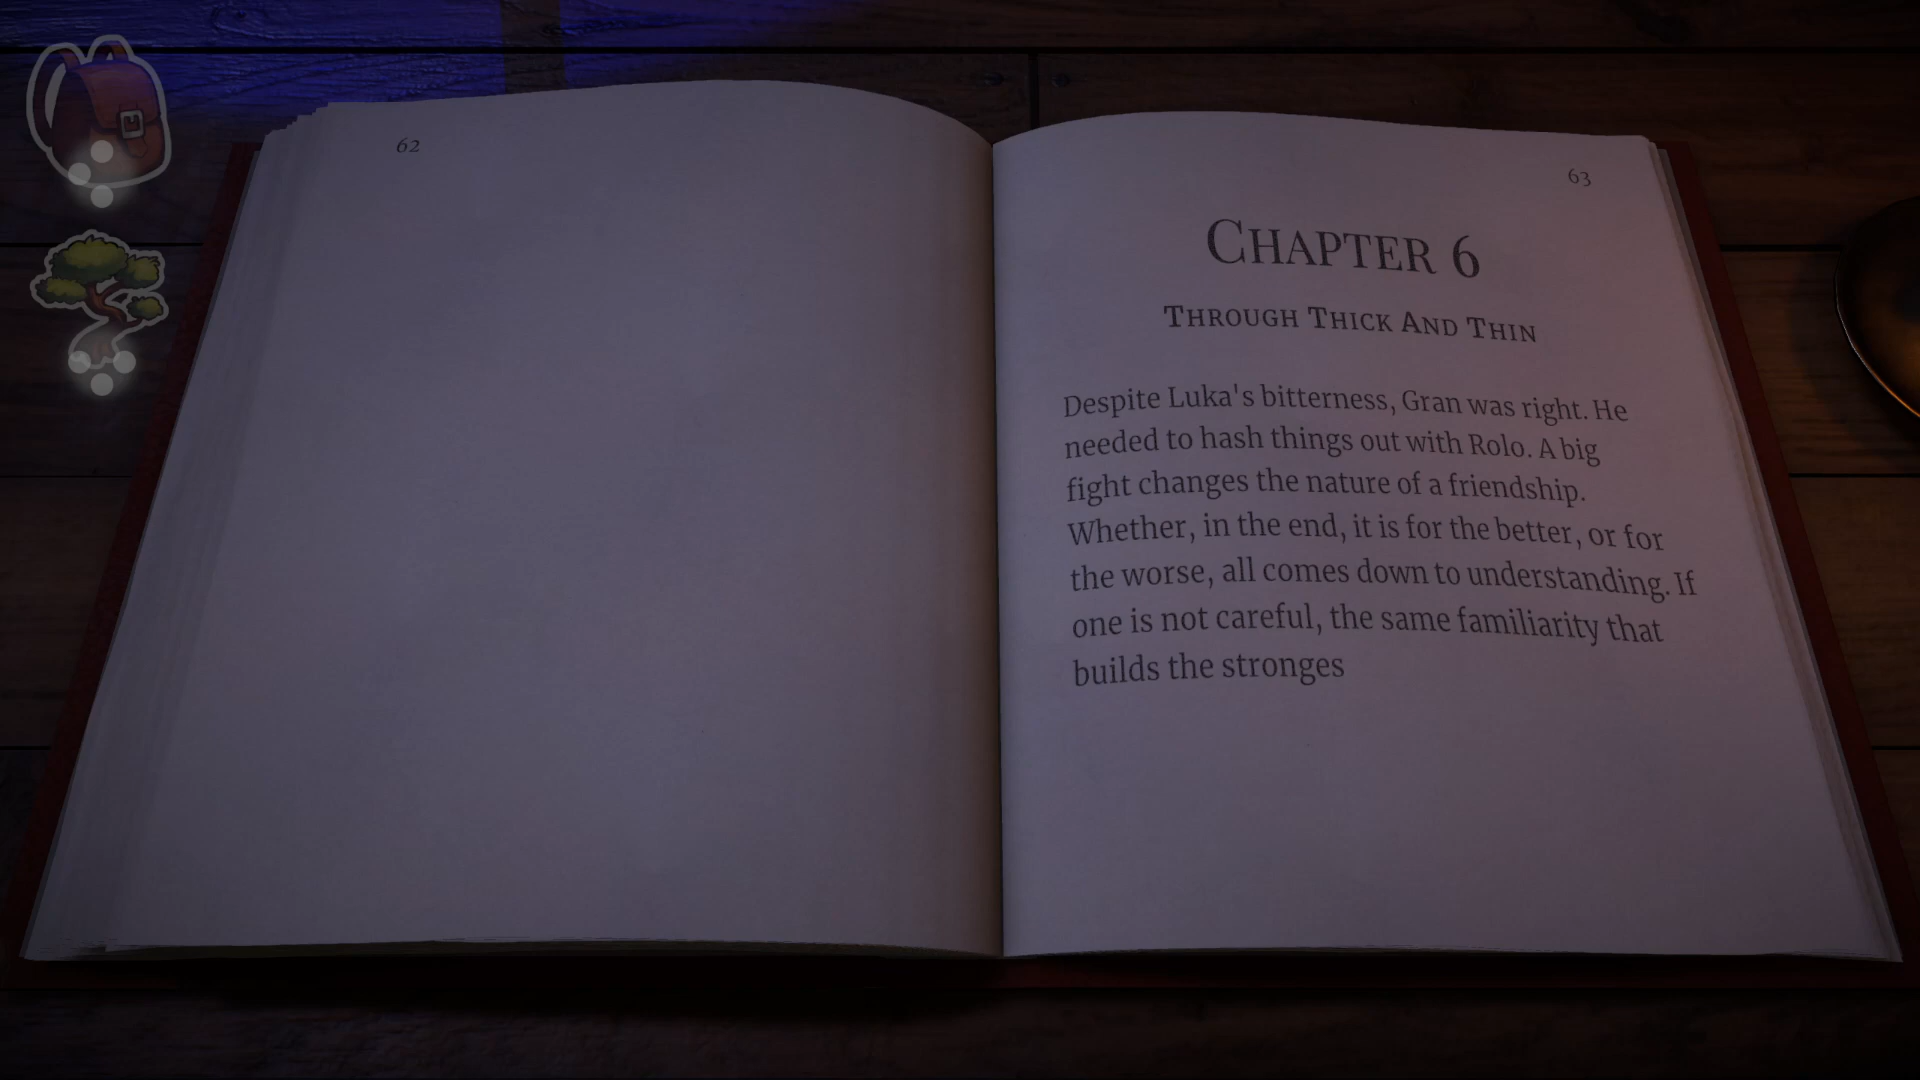 62
63
Chapter 6
Through Thick And Thin
Despite Luka's bitterness, Gran was right. He
needed to hash things out with Rolo. A big
fight changes the nature of a friendship.
Whether, in the end, it is for the better, or for
the worse, all comes down to understanding. If
one is not careful, the same familiarity that
builds the stronges